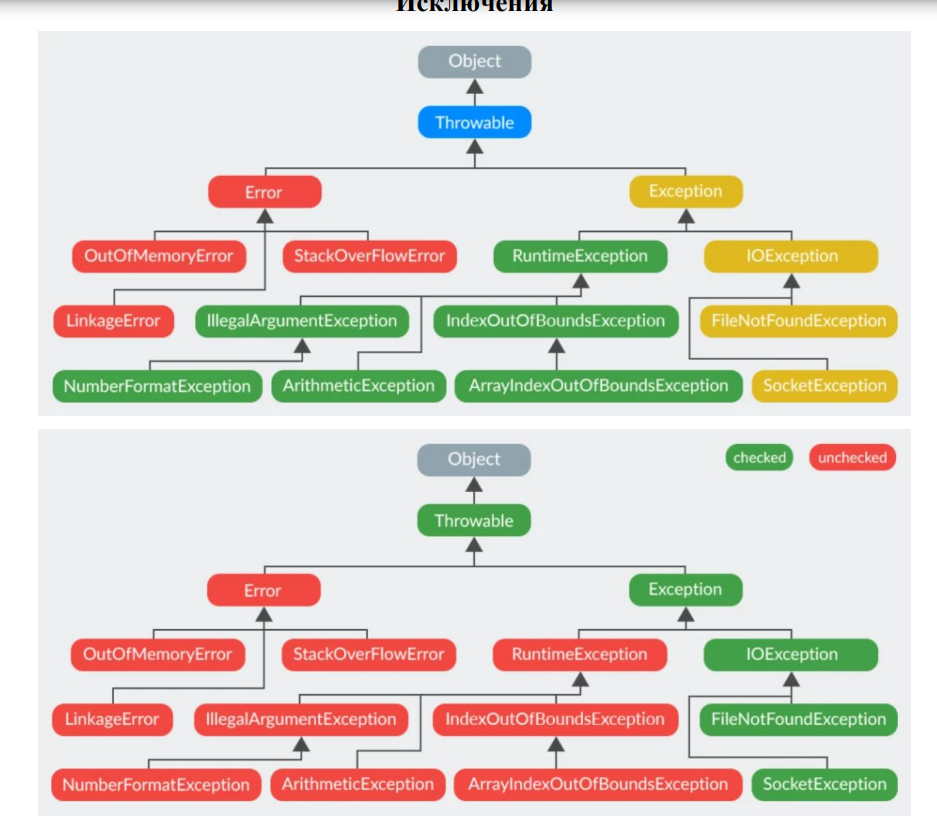 Исключения
Object
Throwable
Error Exception
OutOfMemoryError StackOverFlowError RuntimeException IOException
LinkageError IllegalArgumentException IndexOutOfBoundsException FileNotFoundException
NumberFormatException ArithmeticException ArrayIndexOutOfBoundsException SocketException
Object checked unchecked
Throwable
Error Exception
OutOfMemoryError StackOverFlowError RuntimeException IOException
LinkageError IllegalArgumentException IndexOutOfBoundsException FileNotFoundException
NumberFormatException ArithmeticException ArrayIndexOutOfBoundsException SocketException